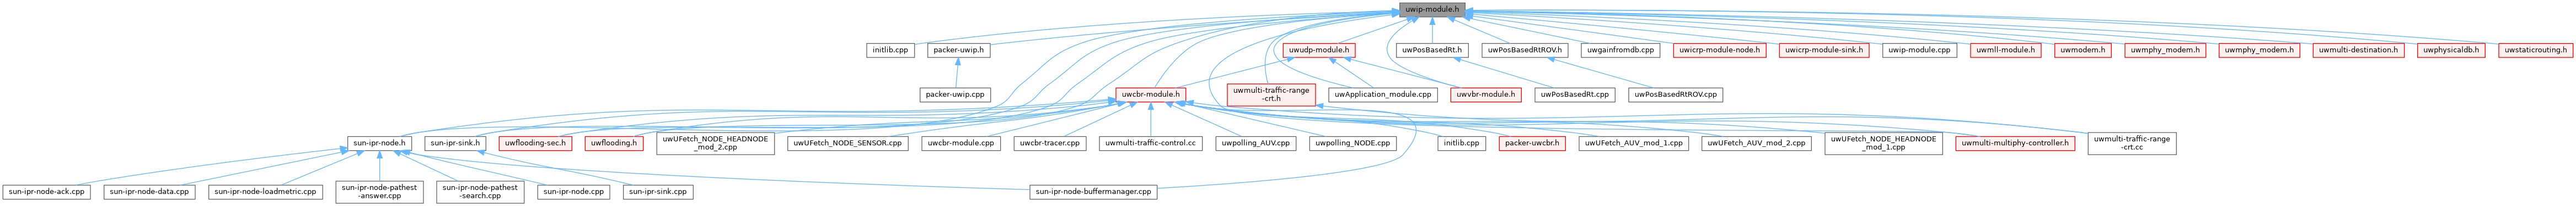 uwip-module.h
initlib.cpp
packer-uwip.h
uwudp-module.h
uwPosBasedRt.h
uwPosBasedRtROV.h
uwgainfromdb.cpp
uwicrp-module-node.h
uwicrp-module-sink.h
uwip-module.cpp
uwmll-module.h
uwmodem.h
uwmphy_modem.h
uwmphy_modem.h
uwmulti-destination.h
uwphysicaldb.h
uwstaticrouting.h
packer-uwip.cpp
uwcbr-module.h
uwmulti-traffic-range
-crt.h
uwApplication_module.cpp
uwvbr-module.h
uwPosBasedRt.cpp
uwPosBasedRtROV.cpp
sun-ipr-node.h
sun-ipr-sink.h
uwflooding-sec.h
uwflooding.h
uwUFetch_NODE_HEADNODE
_mod_2.cpp
uwUFetch_NODE_SENSOR.cpp
uwcbr-module.cpp
uwcbr-tracer.cpp
uwmulti-traffic-control.cc
uwpolling_AUV.cpp
uwpolling_NODE.cpp
initlib.cpp
packer-uwcbr.h
uwUFetch_AUV_mod_1.cpp
uwUFetch_AUV_mod_2.cpp
uwUFetch_NODE_HEADNODE
_mod_1.cpp
uwmulti-multiphy-controller.h
uwmulti-traffic-range
-crt.cc
sun-ipr-node-ack.cpp
sun-ipr-node-data.cpp
sun-ipr-node-loadmetric.cpp
sun-ipr-node-pathest
-answer.cpp
sun-ipr-node-pathest
-search.cpp
sun-ipr-node.cpp
sun-ipr-sink.cpp
sun-ipr-node-buffermanager.cpp